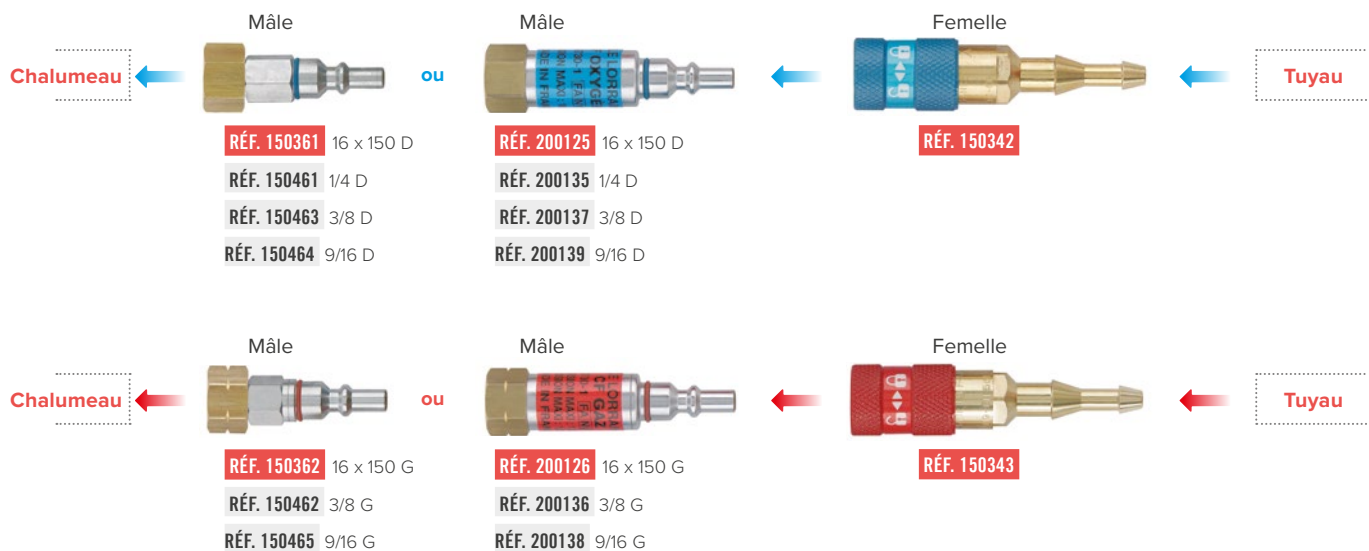 Mâle Mâle Femelle
Chalumeau ou Tuyau
RÉF. 150361 16 x 150 D RÉF. 200125 16 x 150 D RÉF. 150342
RÉF. 150461 1/4 D RÉF. 200135 1/4 D
RÉF. 150463 3/8 D RÉF. 200137 3/8 D
RÉF. 150464 9/16 D RÉF. 200139 9/16 D
Mâle Mâle Femelle
Chalumeau ou Tuyau
RÉF. 150362 16 x 150 G RÉF. 200126 16 x 150 G RÉF. 150343
RÉF. 150462 3/8 G RÉF. 200136 3/8 G
RÉF. 150465 9/16 G RÉF. 200138 9/16 G